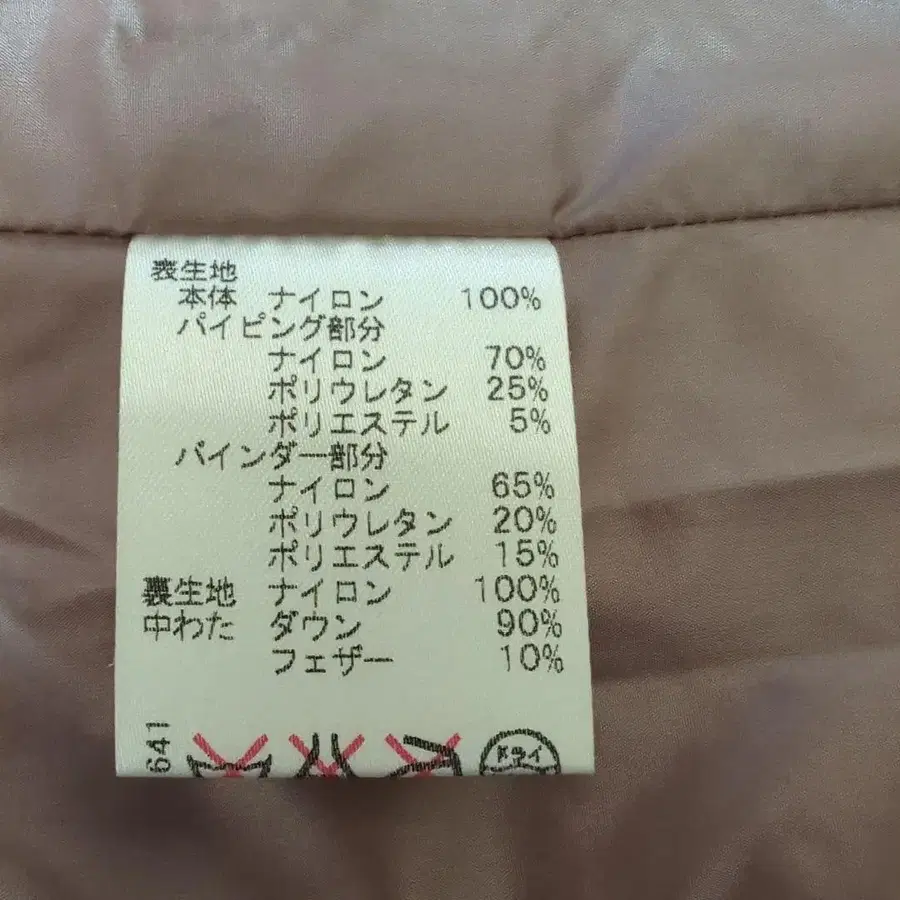 表生地
本体 ナイロン 100%
パイピング部分
ナイロン 70%
ポリウレタン 25%
ポリエステル 5%
バインダー部分
ナイロン 65%
ポリウレタン 20%
ポリエステル 15%
裏生地 ナイロン 100%
中わた ダウン 90%
フェザー 10%
641
ドライ